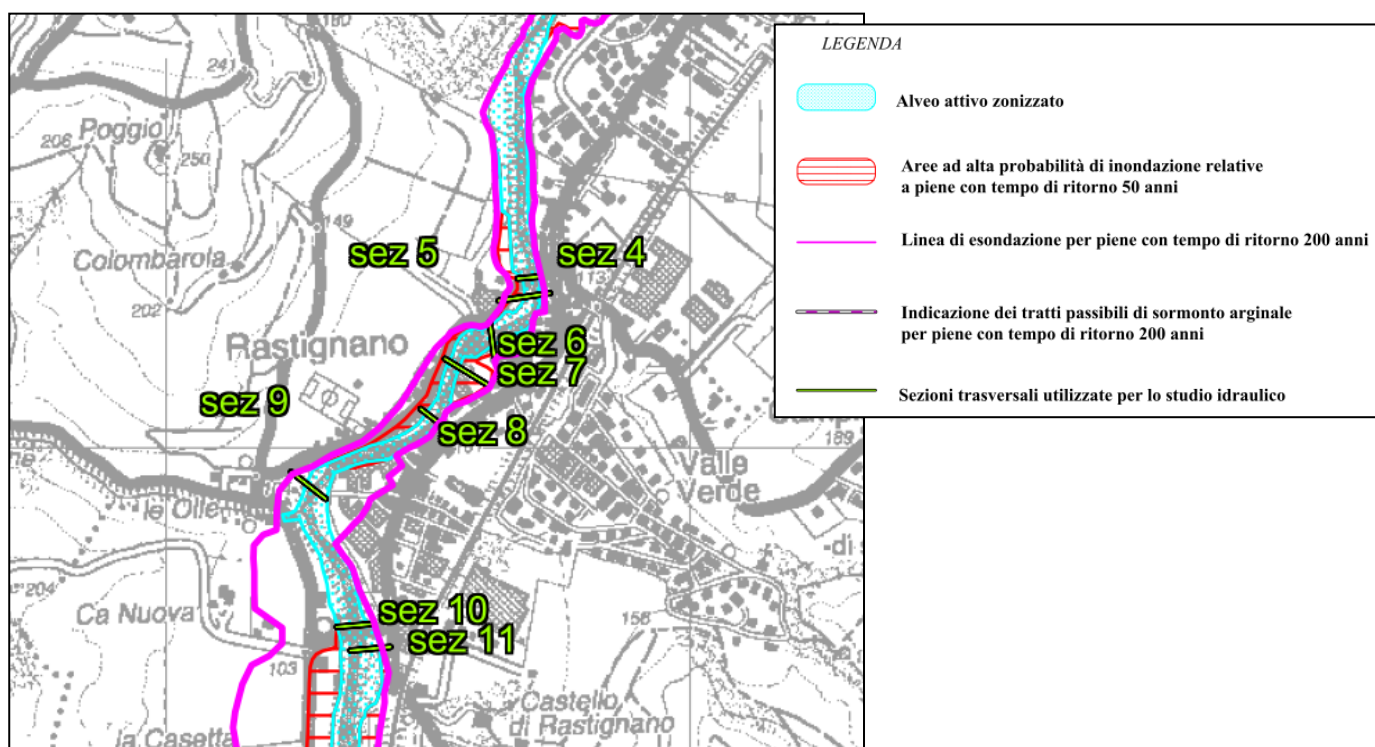 180
241
Poggio
206
250
149
sez 5
sez 4
Colombarola
113
202
Rastignano
sez 6
sez 7
sez 9
sez 8
189
Valle
Verde
le Olle
di s
204
Ca Nuova
sez 10
156
sez 11
103
Castello
di Rastignano
la Casetta
LEGENDA
Alveo attivo zonizzato
Aree ad alta probabilità di inondazione relative
a piene con tempo di ritorno 50 anni
Linea di esondazione per piene con tempo di ritorno 200 anni
Indicazione dei tratti passibili di sormonto arginale
per piene con tempo di ritorno 200 anni
Sezioni trasversali utilizzate per lo studio idraulico